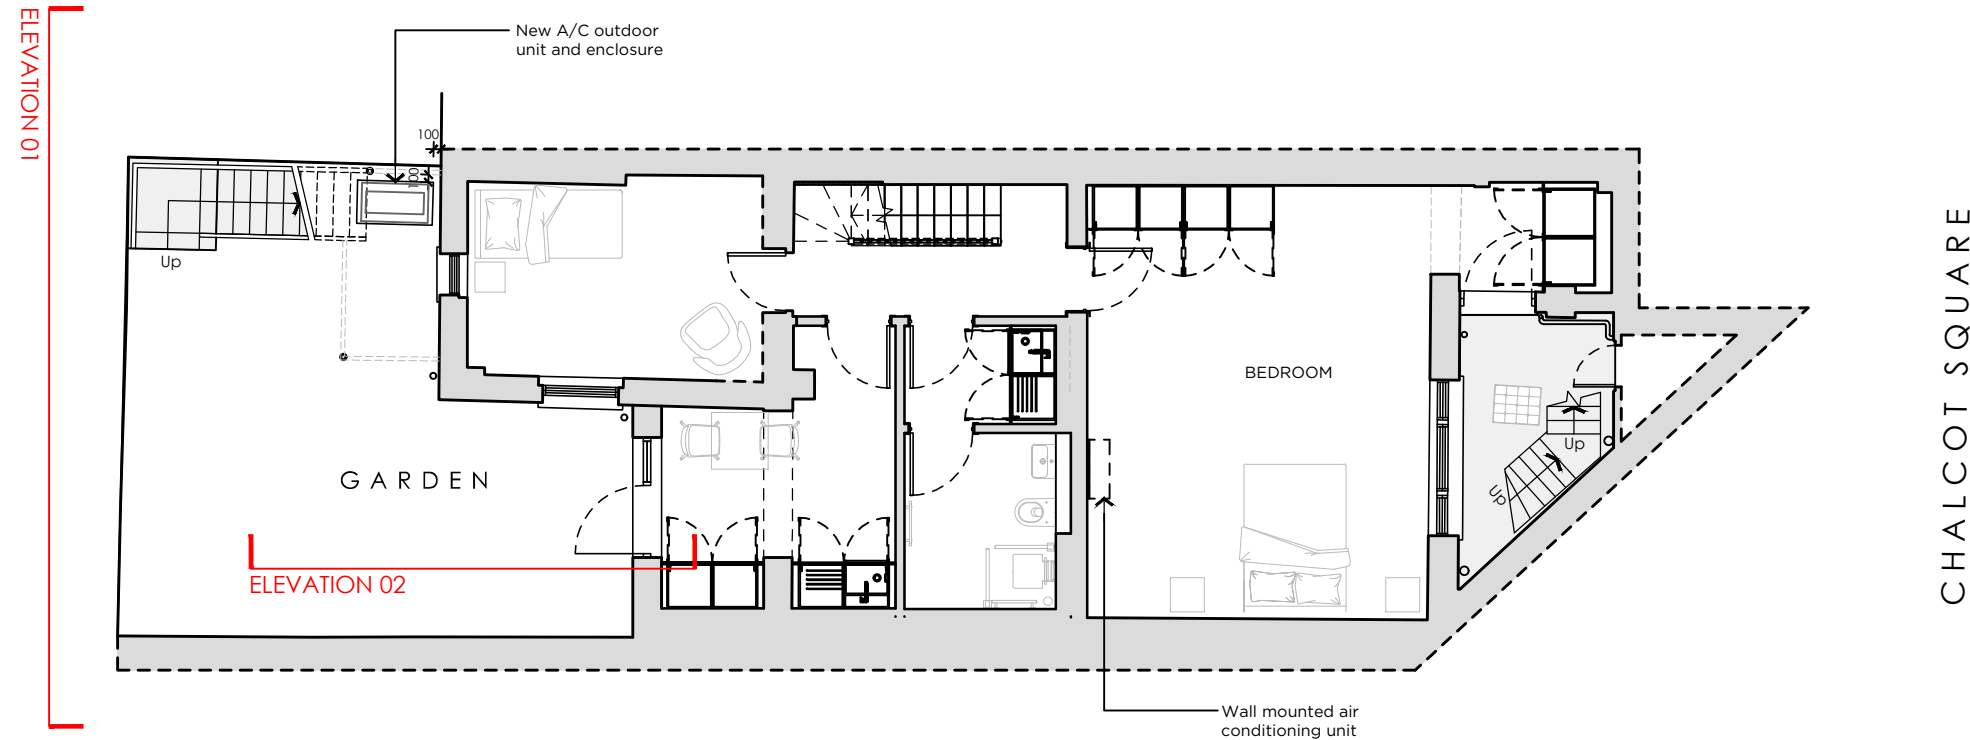 ELEVATION 01
New A/C outdoor
unit and enclosure
100
100
Up
BEDROOM
GARDEN
Up
Up
ELEVATION 02
Wall mounted air
conditioning unit
CHALCOT SQUARE